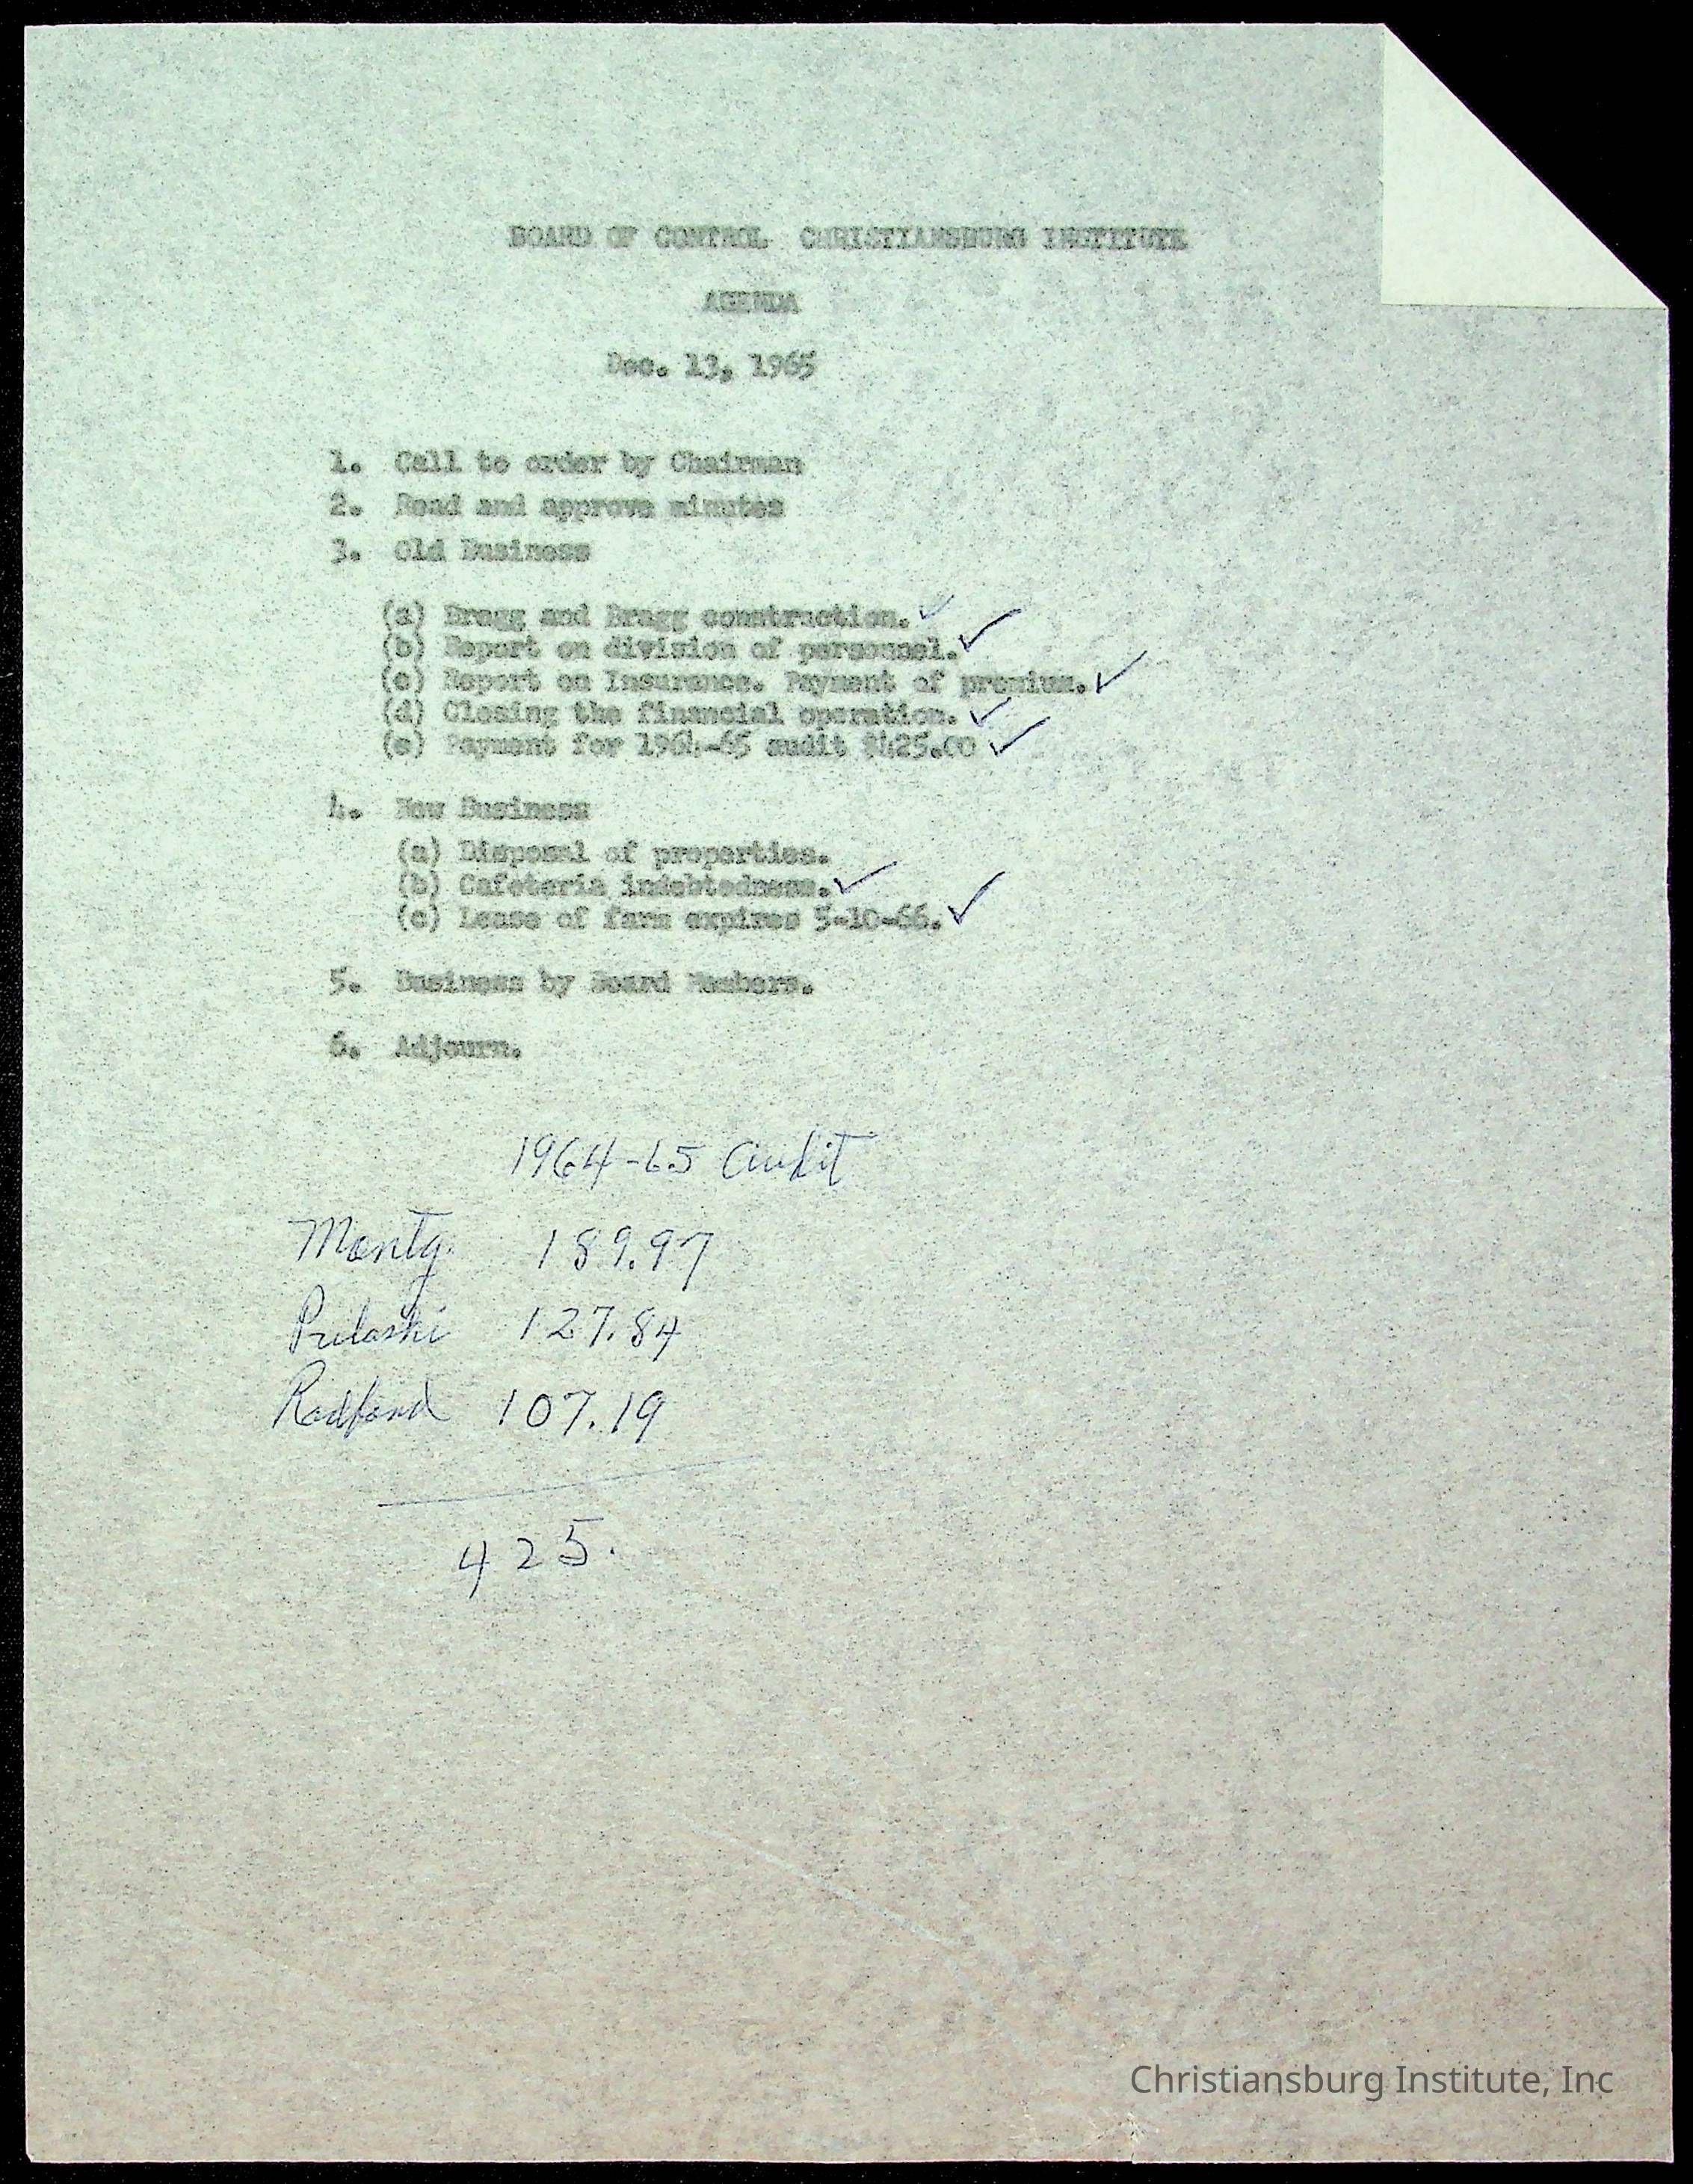 BOARD OF CONTROL CHRISTIANSBURG INSTITUTE
AGENDA
Dec. 13, 1965
1. Call to order by Chairman
2. Read and approve minutes
3. Old Business
(a) Bragg and Bragg construction. ✓
(b) Report on division of personnel. ✓
(c) Report on Insurance. Payment of premium. ✓
(d) Closing the financial operation. ✓
(e) Payment for 1964-65 audit $425.00 ✓
4. New Business
(a) Disposal of properties.
(b) Cafeteria indebtedness. ✓
(c) Lease of farm expires 5-10-66. ✓
5. Business by Board Members.
6. Adjourn.
1964-65 Audit
Montg. 189.97
Pulaski 127.84
Radford 107.19
425.
Christiansburg Institute, Inc